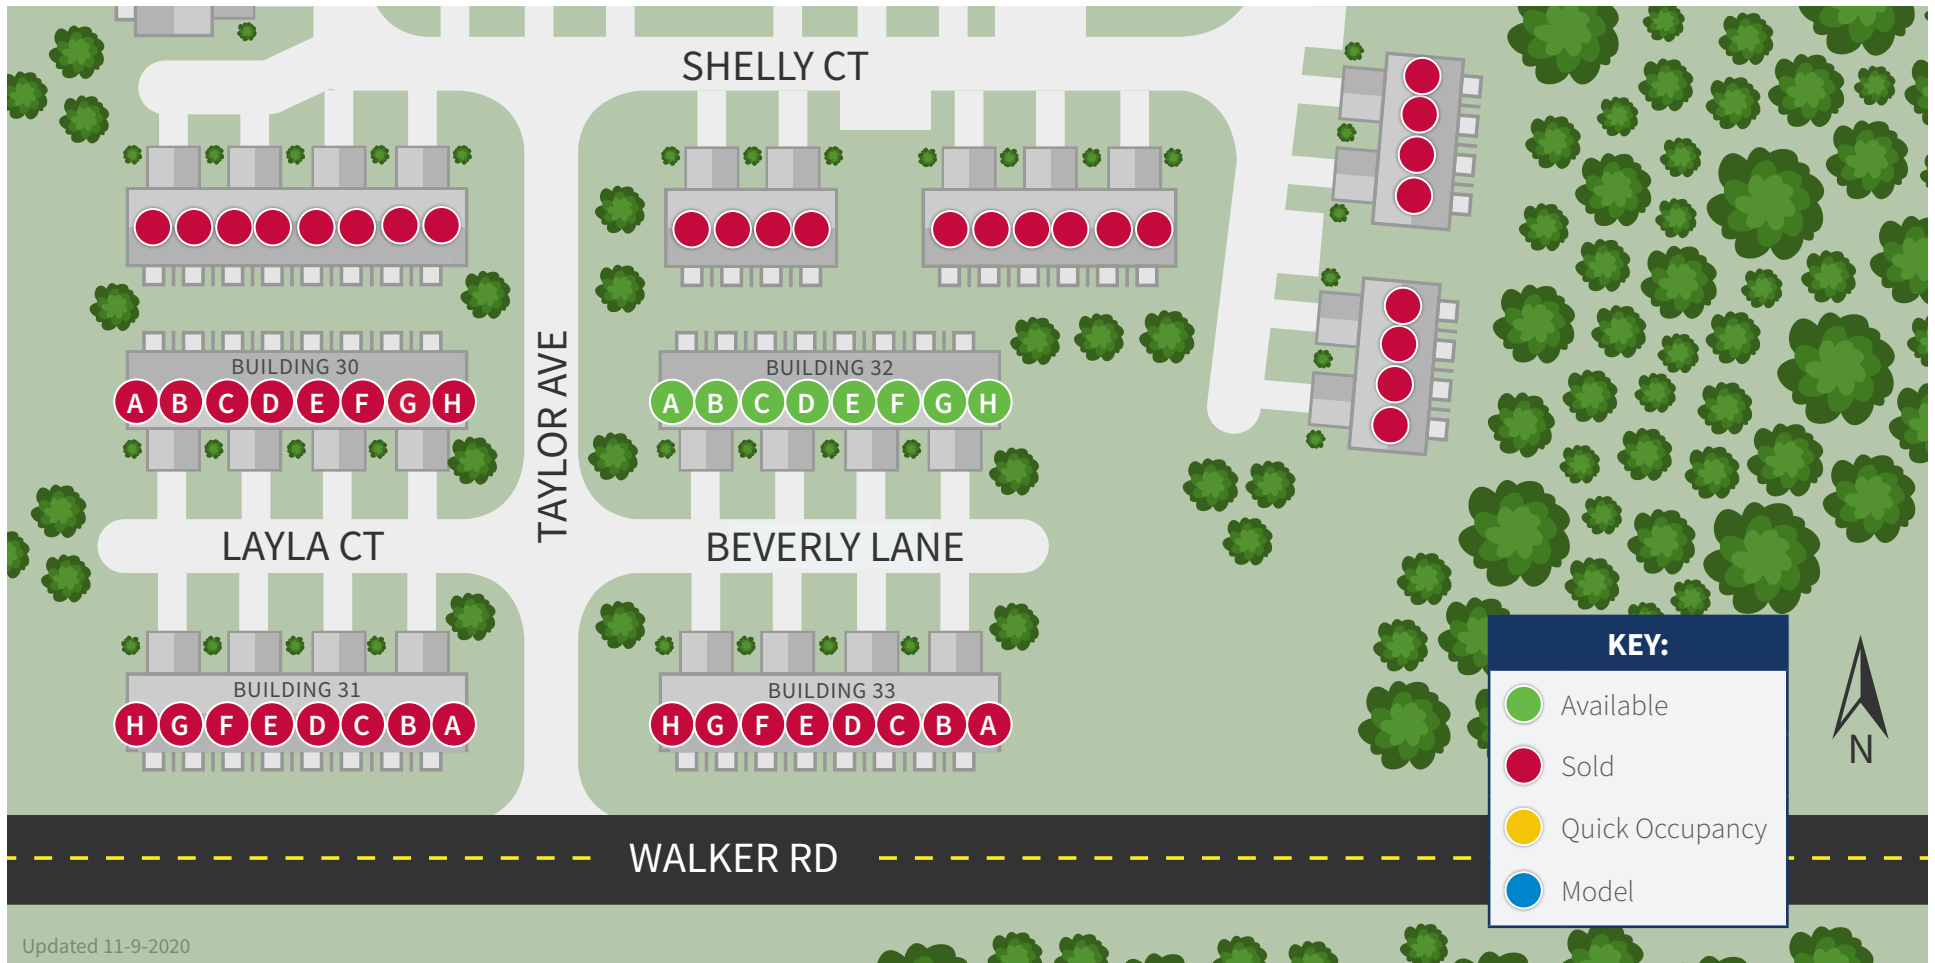 SHELLY CT
TAYLOR AVE
BUILDING 30
A B C D E F G H
BUILDING 32
A B C D E F G H
LAYLA CT
BEVERLY LANE
BUILDING 31
H G F E D C B A
BUILDING 33
H G F E D C B A
WALKER RD
KEY:
Available
Sold
Quick Occupancy
Model
N
Updated 11-9-2020